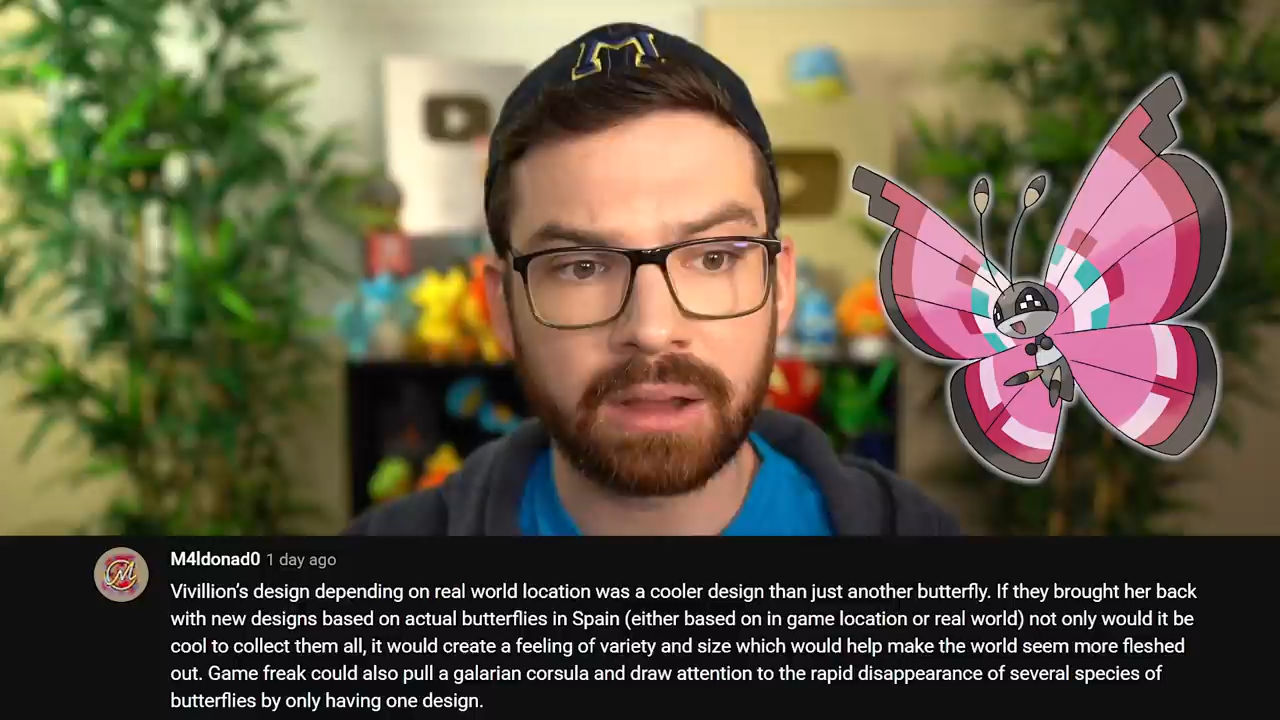 M
M4ldonad0 1 day ago
Vivillion's design depending on real world location was a cooler design than just another butterfly. If they brought her back
with new designs based on actual butterflies in Spain (either based on in game location or real world) not only would it be
cool to collect them all, it would create a feeling of variety and size which would help make the world seem more fleshed
out. Game freak could also pull a galarian corsula and draw attention to the rapid disappearance of several species of
butterflies by only having one design.